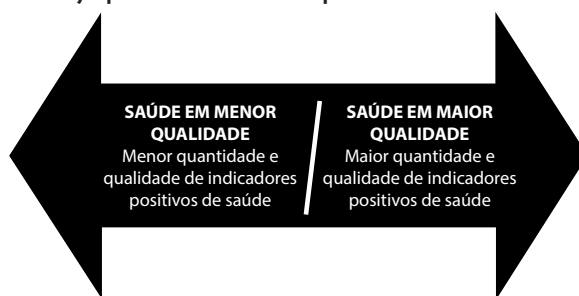 SAÚDE EM MENOR
QUALIDADE
Menor quantidade e
qualidade de indicadores
positivos de saúde
SAÚDE EM MAIOR
QUALIDADE
Maior quantidade e
qualidade de indicadores
positivos de saúde